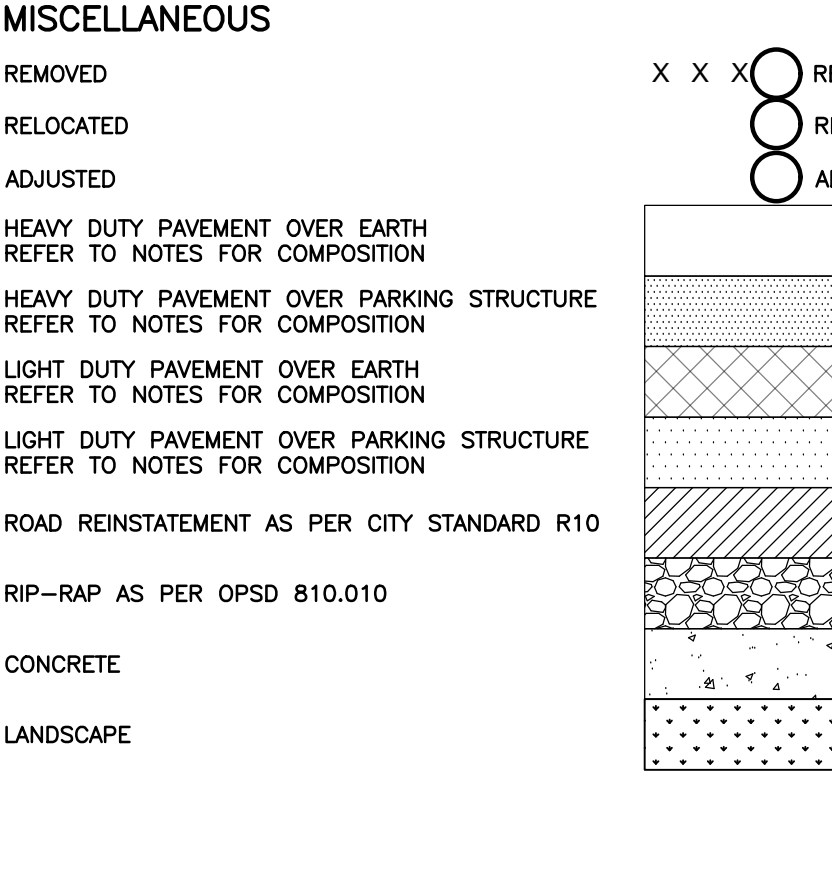 MISCELLANEOUS
REMOVED X X X RE
RELOCATED
ADJUSTED
HEAVY DUTY PAVEMENT OVER EARTH
REFER TO NOTES FOR COMPOSITION
HEAVY DUTY PAVEMENT OVER PARKING STRUCTURE
REFER TO NOTES FOR COMPOSITION
LIGHT DUTY PAVEMENT OVER EARTH
REFER TO NOTES FOR COMPOSITION
LIGHT DUTY PAVEMENT OVER PARKING STRUCTURE
REFER TO NOTES FOR COMPOSITION
ROAD REINSTATEMENT AS PER CITY STANDARD R10
RIP-RAP AS PER OPSD 810.010
CONCRETE
LANDSCAPE